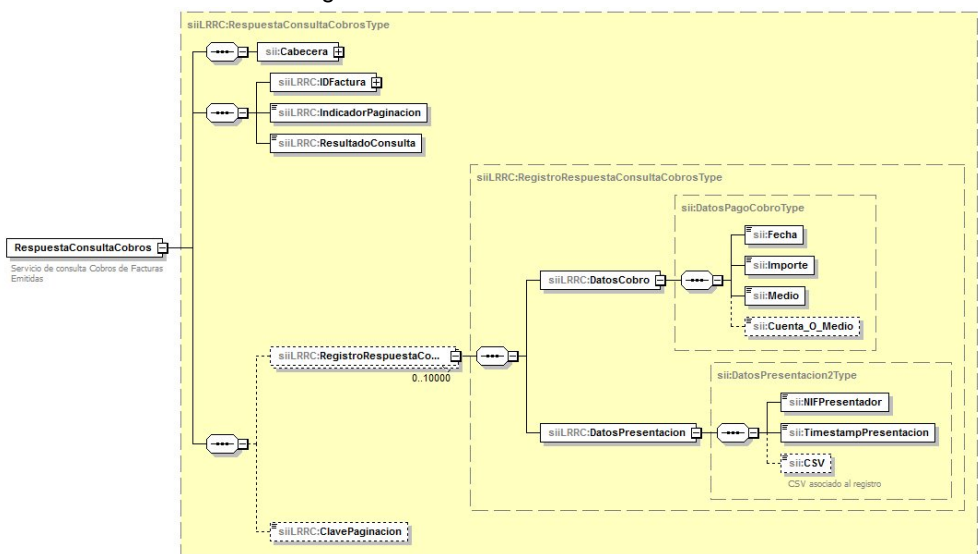 siiLRRC:RespuestaConsultaCobrosType
sii:Cabecera
siiLRRC:IDFactura
siiLRRC:IndicadorPaginacion
siiLRRC:ResultadoConsulta
siiLRRC:RegistroRespuestaConsultaCobrosType
sii:DatosPagoCobroType
sii:Fecha
RespuestaConsultaCobros
Servicio de consulta Cobros de Facturas
Emitidas
siiLRRC:DatosCobro
sii:Importe
sii:Medio
sii:Cuenta_O_Medio
siiLRRC:RegistroRespuestaCo...
0..10000
sii:DatosPresentacion2Type
sii:NIFPresentador
siiLRRC:DatosPresentacion
sii:TimestampPresentacion
sii:CSV
CSV asociado al registro
siiLRRC:ClavePaginacion